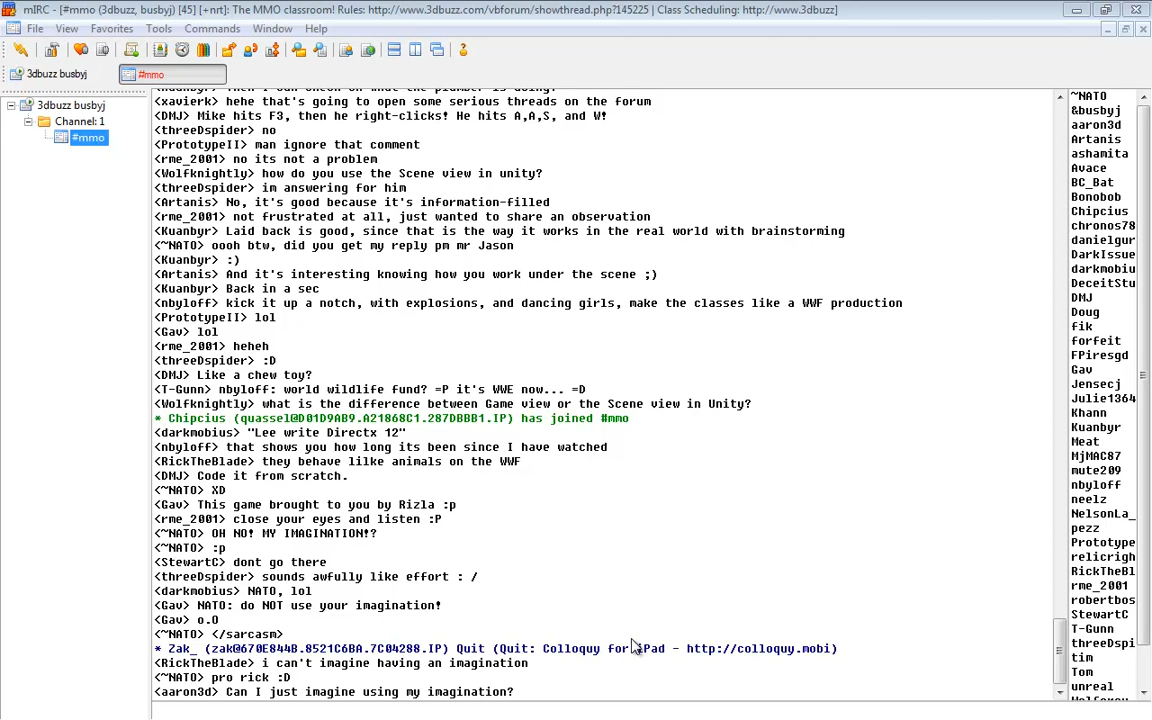 mIRC - [#mmo (3dbuzz, busbyj) [45] [+nrt]: The MMO classroom! Rules: http://www.3dbuzz.com/vbforum/showthread.php?145225 | Class Scheduling: http://www.3dbuzz]
File View Favorites Tools Commands Window Help
3dbuzz busbyj #mmo
3dbuzz busbyj
Channel: 1
#mmo
<xavierk> hehe that's going to open some serious threads on the forum
<DMJ> Mike hits F3, then he right-clicks! He hits A,A,S, and W!
<threeDspider> no
<PrototypeII> man ignore that comment
<rme_2001> no its not a problem
<Wolfknightly> how do you use the Scene view in unity?
<threeDspider> im answering for him
<Artanis> No, it's good because it's information-filled
<rme_2001> not frustrated at all, just wanted to share an observation
<Kuanbyr> Laid back is good, since that is the way it works in the real world with brainstorming
<~NATO> oooh btw, did you get my reply pm mr Jason
<Kuanbyr> :)
<Artanis> And it's interesting knowing how you work under the scene ;)
<Kuanbyr> Back in a sec
<nbyloff> kick it up a notch, with explosions, and dancing girls, make the classes like a WWF production
<PrototypeII> lol
<Gav> lol
<rme_2001> heheh
<threeDspider> :D
<DMJ> Like a chew toy?
<T-Gunn> nbyloff: world wildlife fund? =P it's WWE now... =D
<Wolfknightly> what is the difference between Game view or the Scene view in Unity?
* Chipcius (quassel@D01D9AB9.A21868C1.287DBBB1.IP) has joined #mmo
<darkmobius> "Lee write Directx 12"
<nbyloff> that shows you how long its been since I have watched
<RickTheBlade> they behave lilke animals on the WWF
<DMJ> Code it from scratch.
<~NATO> XD
<Gav> This game brought to you by Rizla :p
<rme_2001> close your eyes and listen :P
<~NATO> OH NO! MY IMAGINATION!?
<~NATO> :p
<StewartC> dont go there
<threeDspider> sounds awfully like effort : /
<darkmobius> NATO, lol
<Gav> NATO: do NOT use your imagination!
<Gav> o.O
<~NATO> </sarcasm>
* Zak_ (zak@670E844B.8521C6BA.7C04288.IP) Quit (Quit: Colloquy for iPad - http://colloquy.mobi)
<RickTheBlade> i can't imagine having an imagination
<~NATO> pro rick :D
<aaron3d> Can I just imagine using my imagination?
~NATO
&busbyj
aaron3d
Artanis
ashamita
Avace
BC_Bat
Bonobob
Chipcius
chronos78
danielgur
DarkIssue
darkmobiu
DeceitStu
DMJ
Doug
fik
forfeit
FPiresgd
Gav
Jensecj
Julie1364
Khann
Kuanbyr
Meat
MjMAC87
mute209
nbyloff
neelz
NelsonLa_
pezz
Prototype
relicrigh
RickTheBl
rme_2001
robertbos
StewartC
T-Gunn
threeDspi
tim
Tom
unreal